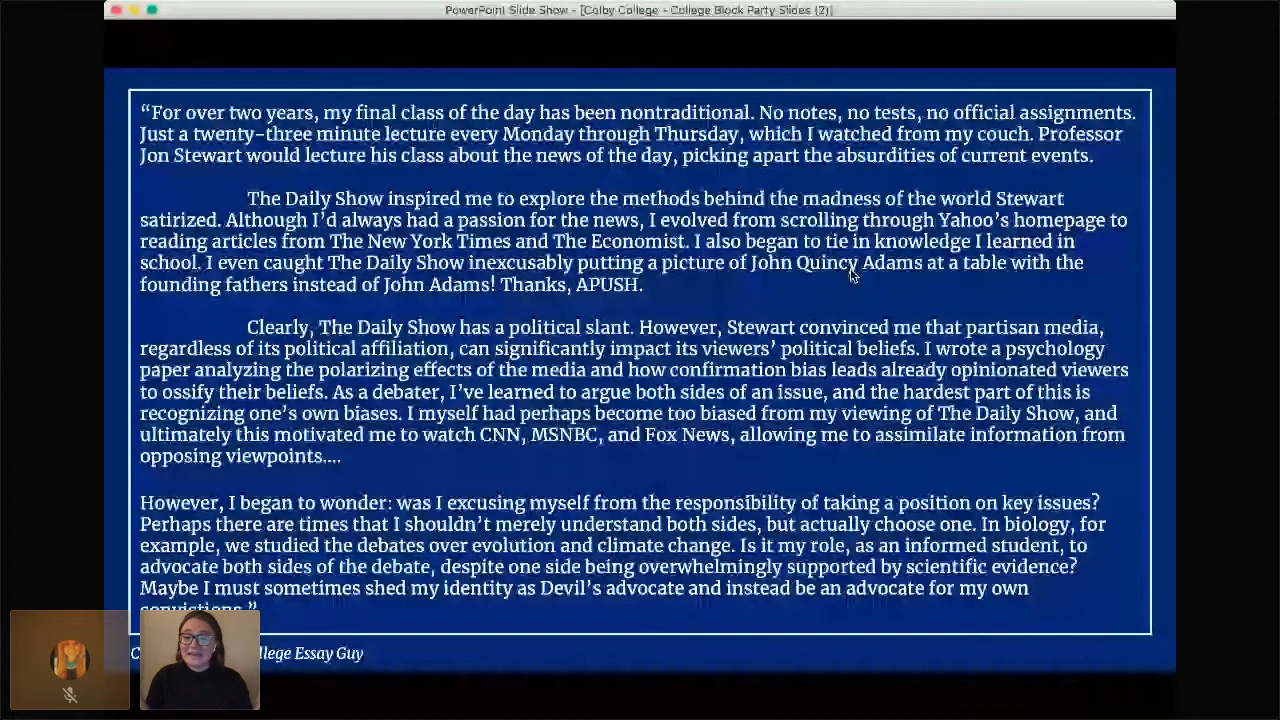 PowerPoint Slide Show - [Colby College - College Block Party Slides (2)]
“For over two years, my final class of the day has been nontraditional. No notes, no tests, no official assignments.
Just a twenty-three minute lecture every Monday through Thursday, which I watched from my couch. Professor
Jon Stewart would lecture his class about the news of the day, picking apart the absurdities of current events.
The Daily Show inspired me to explore the methods behind the madness of the world Stewart
satirized. Although I’d always had a passion for the news, I evolved from scrolling through Yahoo’s homepage to
reading articles from The New York Times and The Economist. I also began to tie in knowledge I learned in
school. I even caught The Daily Show inexcusably putting a picture of John Quincy Adams at a table with the
founding fathers instead of John Adams! Thanks, APUSH.
Clearly, The Daily Show has a political slant. However, Stewart convinced me that partisan media,
regardless of its political affiliation, can significantly impact its viewers’ political beliefs. I wrote a psychology
paper analyzing the polarizing effects of the media and how confirmation bias leads already opinionated viewers
to ossify their beliefs. As a debater, I’ve learned to argue both sides of an issue, and the hardest part of this is
recognizing one’s own biases. I myself had perhaps become too biased from my viewing of The Daily Show, and
ultimately this motivated me to watch CNN, MSNBC, and Fox News, allowing me to assimilate information from
opposing viewpoints....
However, I began to wonder: was I excusing myself from the responsibility of taking a position on key issues?
Perhaps there are times that I shouldn’t merely understand both sides, but actually choose one. In biology, for
example, we studied the debates over evolution and climate change. Is it my role, as an informed student, to
advocate both sides of the debate, despite one side being overwhelmingly supported by scientific evidence?
Maybe I must sometimes shed my identity as Devil’s advocate and instead be an advocate for my own
convictions.”
Essay Guy